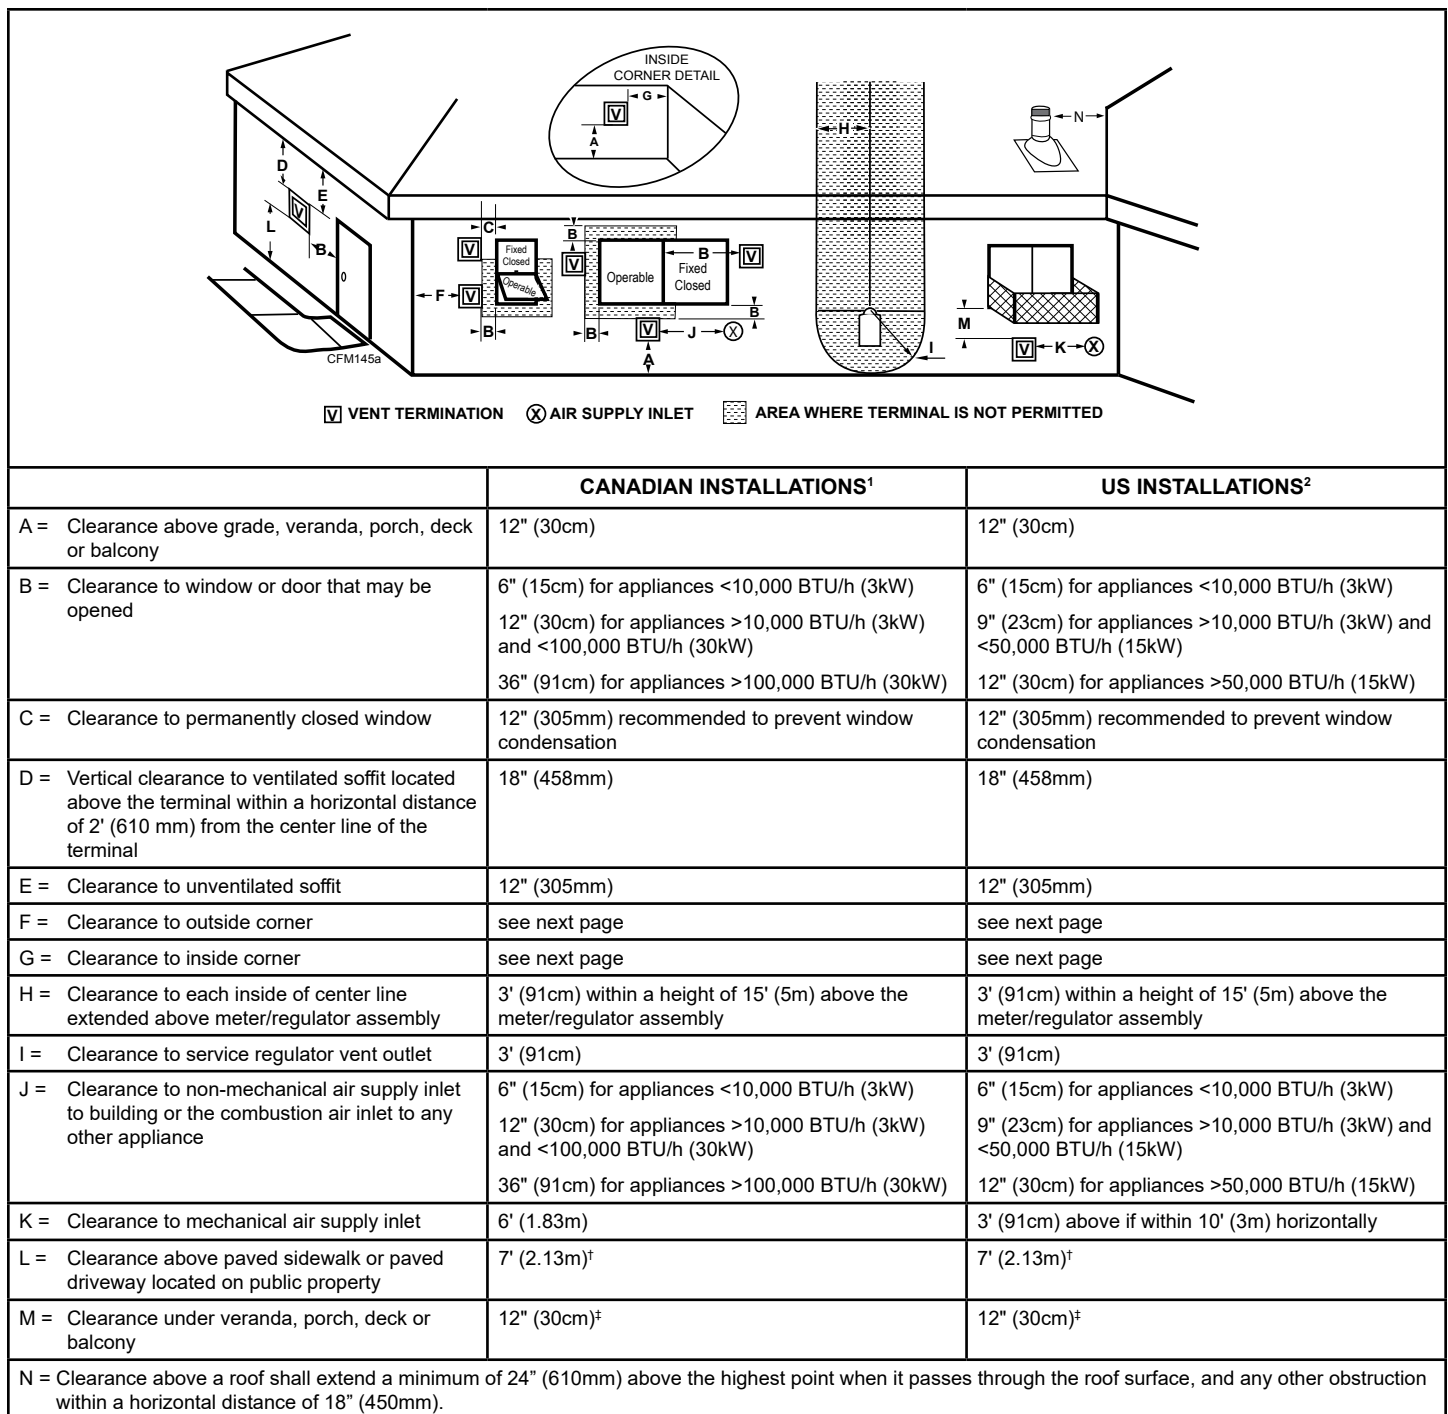 INSIDE
CORNER DETAIL
G
V
A
H
N
D
E
V
L
B
C
V
Fixed
Closed
Operable
F
V
B
B
V
Operable
B
Fixed
Closed
V
B
B
V
J
X
A
I
M
V
K
X
CFM145a
V VENT TERMINATION X AIR SUPPLY INLET AREA WHERE TERMINAL IS NOT PERMITTED
CANADIAN INSTALLATIONS¹ US INSTALLATIONS²
A = Clearance above grade, veranda, porch, deck
or balcony
12" (30cm)
12" (30cm)
B = Clearance to window or door that may be
opened
6" (15cm) for appliances <10,000 BTU/h (3kW)
12" (30cm) for appliances >10,000 BTU/h (3kW)
and <100,000 BTU/h (30kW)
36" (91cm) for appliances >100,000 BTU/h (30kW)
6" (15cm) for appliances <10,000 BTU/h (3kW)
9" (23cm) for appliances >10,000 BTU/h (3kW) and
<50,000 BTU/h (15kW)
12" (30cm) for appliances >50,000 BTU/h (15kW)
C = Clearance to permanently closed window
12" (305mm) recommended to prevent window
condensation
12" (305mm) recommended to prevent window
condensation
D = Vertical clearance to ventilated soffit located
above the terminal within a horizontal distance
of 2' (610 mm) from the center line of the
terminal
18" (458mm)
18" (458mm)
E = Clearance to unventilated soffit
12" (305mm)
12" (305mm)
F = Clearance to outside corner
see next page
see next page
G = Clearance to inside corner
see next page
see next page
H = Clearance to each inside of center line
extended above meter/regulator assembly
3' (91cm) within a height of 15' (5m) above the
meter/regulator assembly
3' (91cm) within a height of 15' (5m) above the
meter/regulator assembly
I = Clearance to service regulator vent outlet
3' (91cm)
3' (91cm)
J = Clearance to non-mechanical air supply inlet
to building or the combustion air inlet to any
other appliance
6" (15cm) for appliances <10,000 BTU/h (3kW)
12" (30cm) for appliances >10,000 BTU/h (3kW)
and <100,000 BTU/h (30kW)
36" (91cm) for appliances >100,000 BTU/h (30kW)
6" (15cm) for appliances <10,000 BTU/h (3kW)
9" (23cm) for appliances >10,000 BTU/h (3kW) and
<50,000 BTU/h (15kW)
12" (30cm) for appliances >50,000 BTU/h (15kW)
K = Clearance to mechanical air supply inlet
6' (1.83m)
3' (91cm) above if within 10' (3m) horizontally
L = Clearance above paved sidewalk or paved
driveway located on public property
7' (2.13m)†
7' (2.13m)†
M = Clearance under veranda, porch, deck or
balcony
12" (30cm)‡
12" (30cm)‡
N = Clearance above a roof shall extend a minimum of 24” (610mm) above the highest point when it passes through the roof surface, and any other obstruction
within a horizontal distance of 18” (450mm).